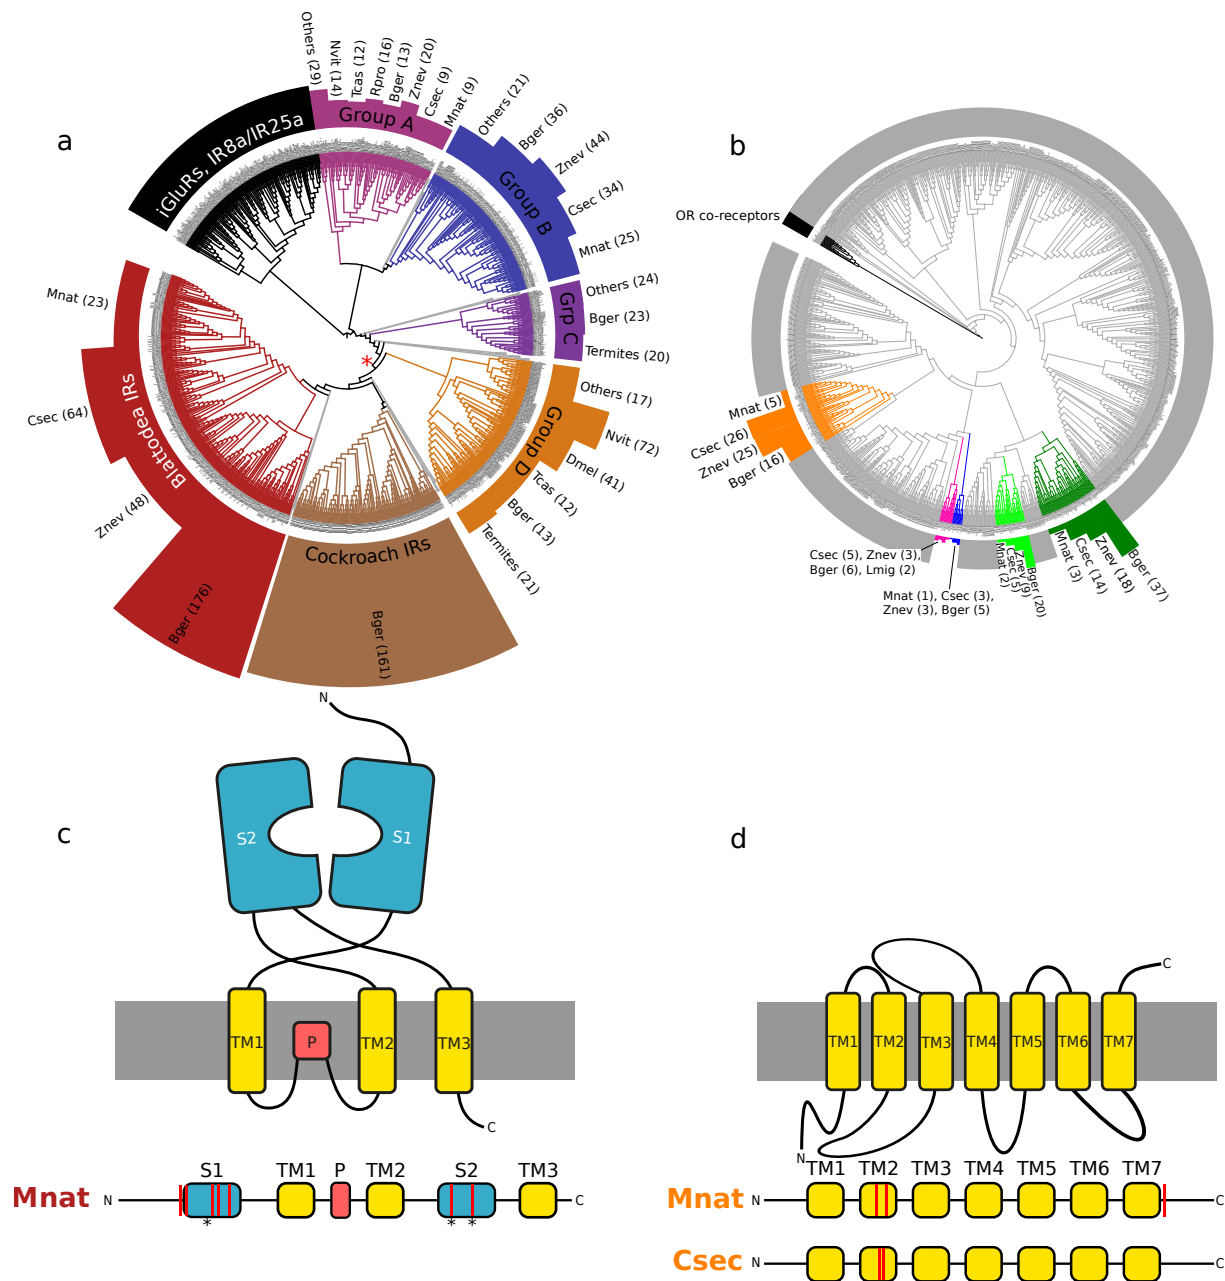 a
iGluRs, IR8a/IR25a
Others (29)
Nvit (14)
Tcas (12)
Rpro (16)
Bger (13)
Znev (20)
Csec (9)
Mnat (9)
Group A
Others (21)
Bger (36)
Znev (44)
Csec (34)
Mnat (25)
Group B
Others (24)
Bger (23)
Termites (20)
Grp C
Others (17)
Nvit (72)
Dmel (41)
Tcas (12)
Bger (13)
Termites (21)
Group D
Cockroach IRs
Bger (161)
Blattodea IRs
Mnat (23)
Csec (64)
Znev (48)
Bger (176)
*
b
OR co-receptors
Mnat (5)
Csec (26)
Znev (25)
Bger (16)
Csec (5), Znev (3),
Bger (6), Lmig (2)
Mnat (1), Csec (3),
Znev (3), Bger (5)
Mnat (2)
Csec (5)
Znev (9)
Bger (20)
Mnat (3)
Csec (14)
Znev (18)
Bger (37)
c
N
S2
S1
TM1
P
TM2
TM3
C
S1 TM1 P TM2 S2 TM3
Mnat N C
* * *
d
TM1 TM2 TM3 TM4 TM5 TM6 TM7
C
N
TM1 TM2 TM3 TM4 TM5 TM6 TM7
Mnat N C
Csec N C